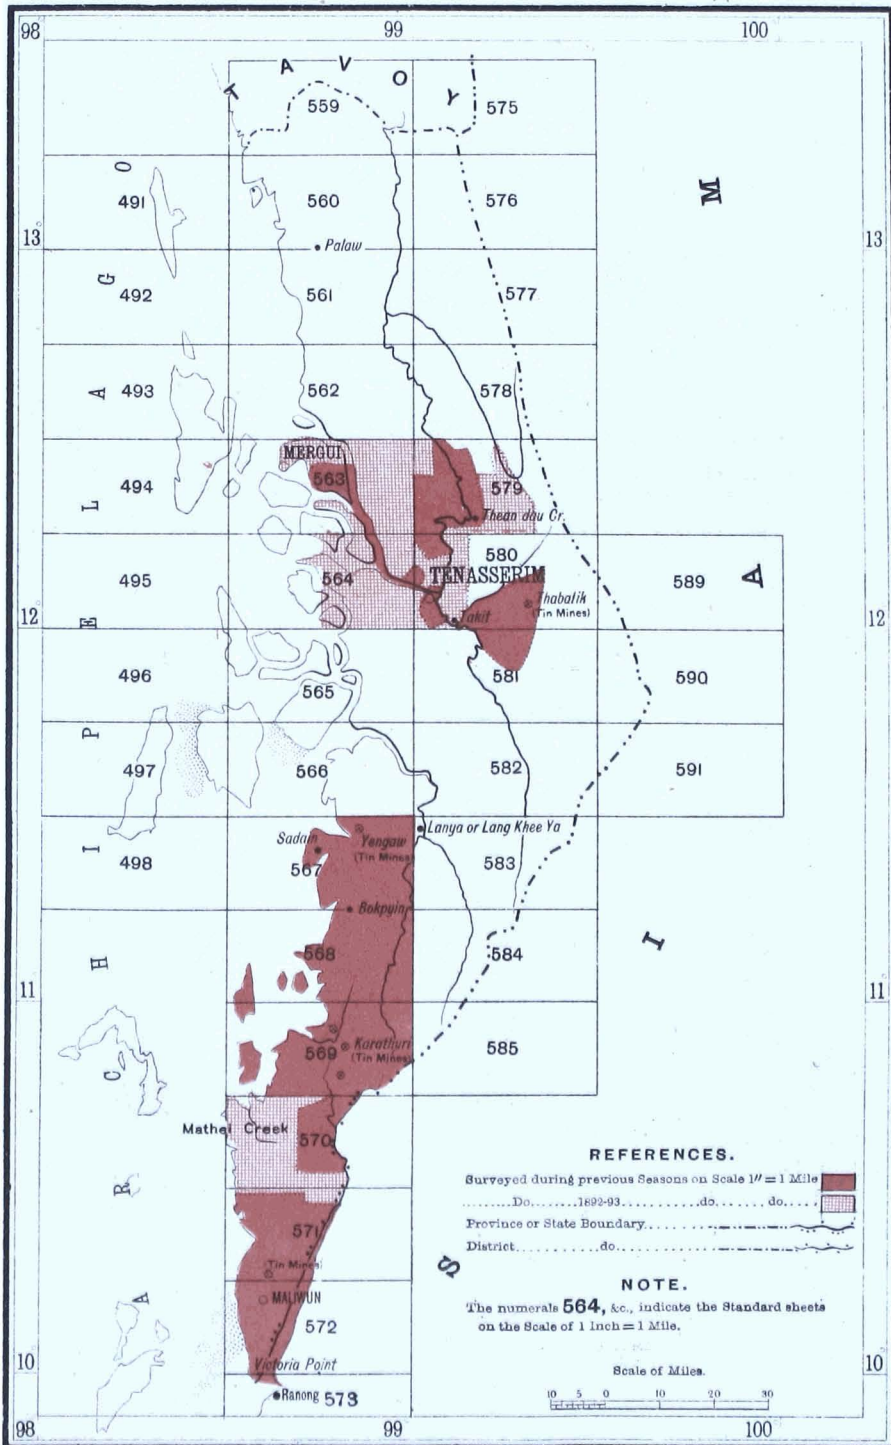 98 99 100
T A V O Y
559 575
O
491 560 576 M
13 Palaw 13
G
492 561 577
A 493 562 578
MERGUI
494 563 579
L
Thean dau Cr.
580
495 564 TENASSERIM 589 A
Thabalik
(Tin Mines)
12 E Takit 12
496 565 581 590
P
497 566 582 591
Lanya or Lang Khee Ya
Sadain Yengaw
(Tin Mines)
I 498 567 583
Bokpyin
568 584 I
H
11 11
Karathuri
569 (Tin Mines) 585
C
Mathei Creek
570
R
571
S
Tin Mines
A MALIWUN
572
10 Victoria Point 10
Ranong 573
98 99 100
REFERENCES.
Surveyed during previous Seasons on Scale 1" = 1 Mile
.........Do.......1892-93..........do.........do.....
Province or State Boundary
District............do.
NOTE.
The numerals 564, &c., indicate the Standard sheets
on the Scale of 1 Inch = 1 Mile.
Scale of Miles.
10 5 0 10 20 30